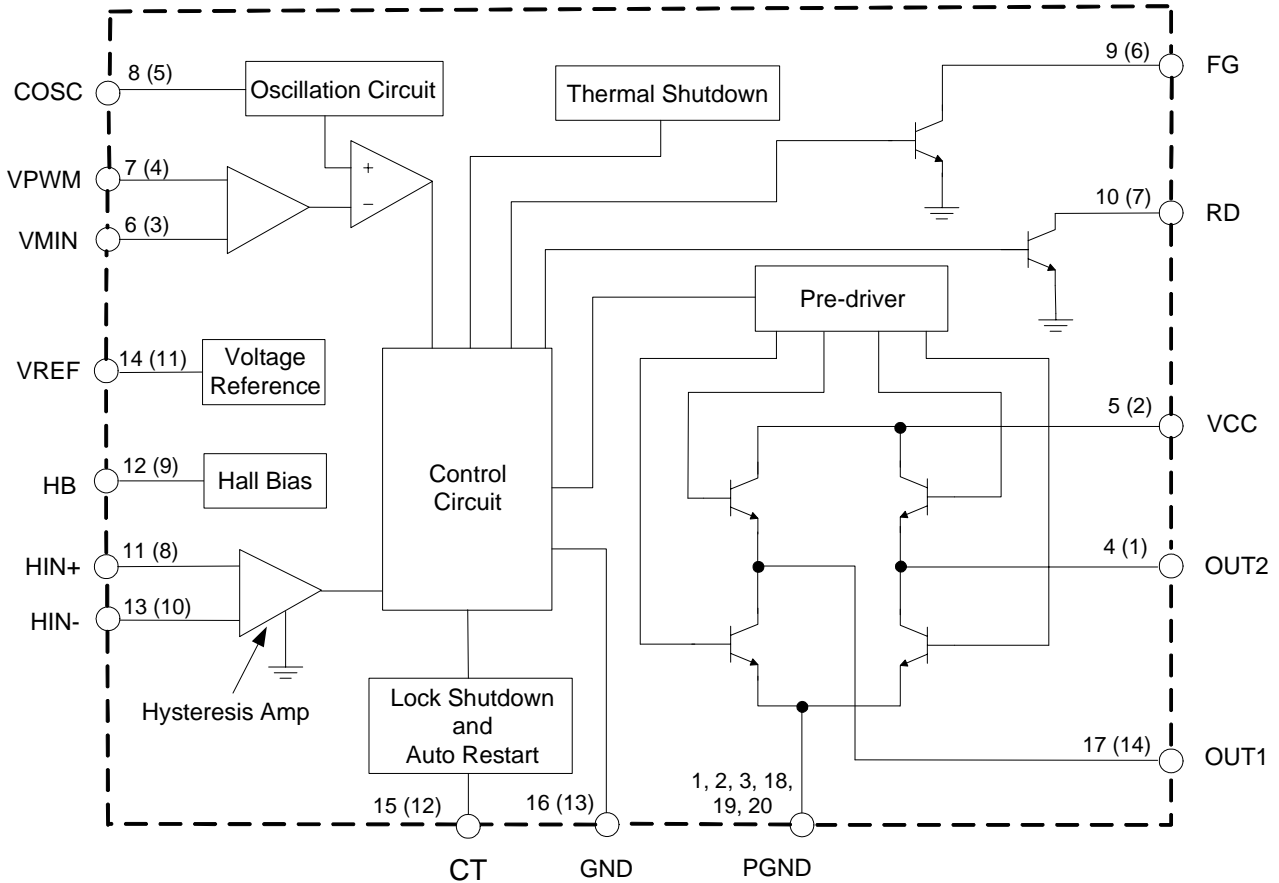 9 (6)
FG
8 (5)
COSC
Oscillation Circuit
Thermal Shutdown
7 (4)
VPWM
+
−
6 (3)
VMIN
10 (7)
RD
Pre-driver
14 (11)
VREF
Voltage
Reference
5 (2)
VCC
12 (9)
HB
Hall Bias
Control
Circuit
11 (8)
HIN+
13 (10)
HIN-
4 (1)
OUT2
Hysteresis Amp
Lock Shutdown
and
Auto Restart
17 (14)
OUT1
15 (12)
CT
16 (13)
GND
1, 2, 3, 18,
19, 20
PGND